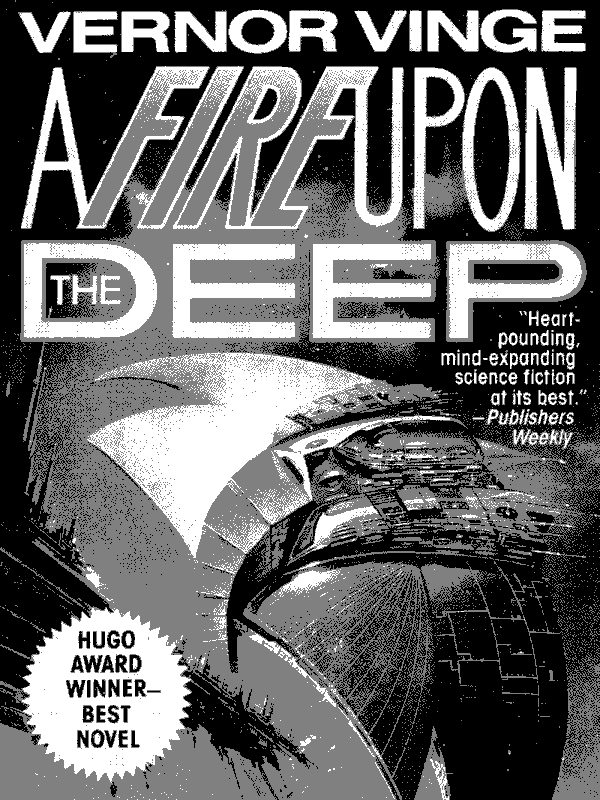 VERNOR VINGE
A FIRE UPON
THE DEEP
“Heart-
pounding,
mind-expanding
science fiction
at its best.”
—Publishers
Weekly
HUGO
AWARD
WINNER—
BEST
NOVEL